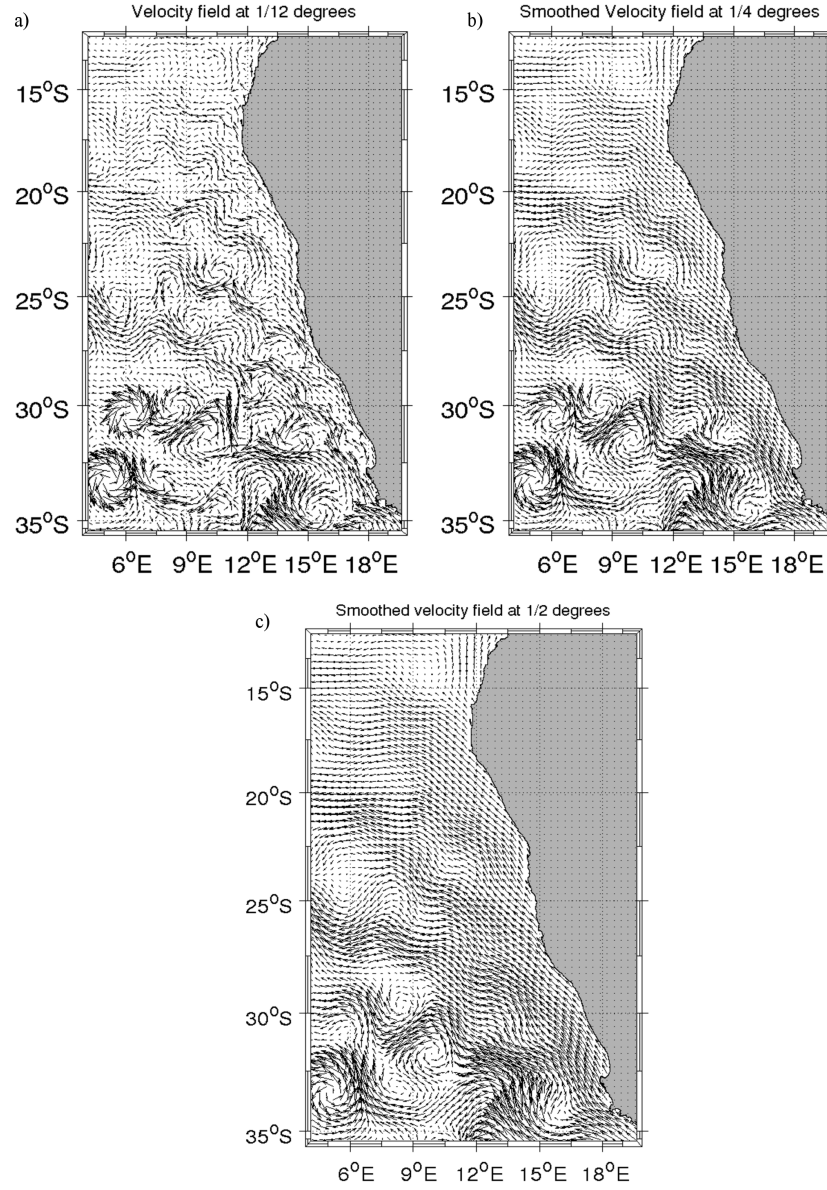 a)
Velocity field at 1/12 degrees
15°S
20°S
25°S
30°S
35°S
6°E 9°E 12°E 15°E 18°E
b)
Smoothed Velocity field at 1/4 degrees
15°S
20°S
25°S
30°S
35°S
6°E 9°E 12°E 15°E 18°E
c)
Smoothed velocity field at 1/2 degrees
15°S
20°S
25°S
30°S
35°S
6°E 9°E 12°E 15°E 18°E